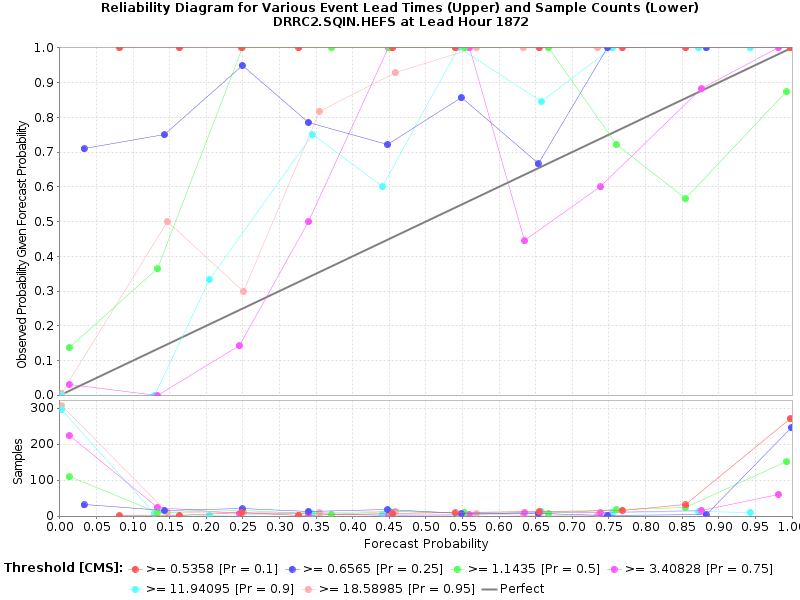 Reliability Diagram for Various Event Lead Times (Upper) and Sample Counts (Lower)
DRRC2.SQIN.HEFS at Lead Hour 1872
Observed Probability Given Forecast Probability
1.0
0.9
0.8
0.7
0.6
0.5
0.4
0.3
0.2
0.1
0.0
Samples
300
200
100
0
0.00 0.05 0.10 0.15 0.20 0.25 0.30 0.35 0.40 0.45 0.50 0.55 0.60 0.65 0.70 0.75 0.80 0.85 0.90 0.95 1.00
Forecast Probability
Threshold [CMS]: >= 0.5358 [Pr = 0.1] >= 0.6565 [Pr = 0.25] >= 1.1435 [Pr = 0.5] >= 3.40828 [Pr = 0.75]
>= 11.94095 [Pr = 0.9] >= 18.58985 [Pr = 0.95] Perfect